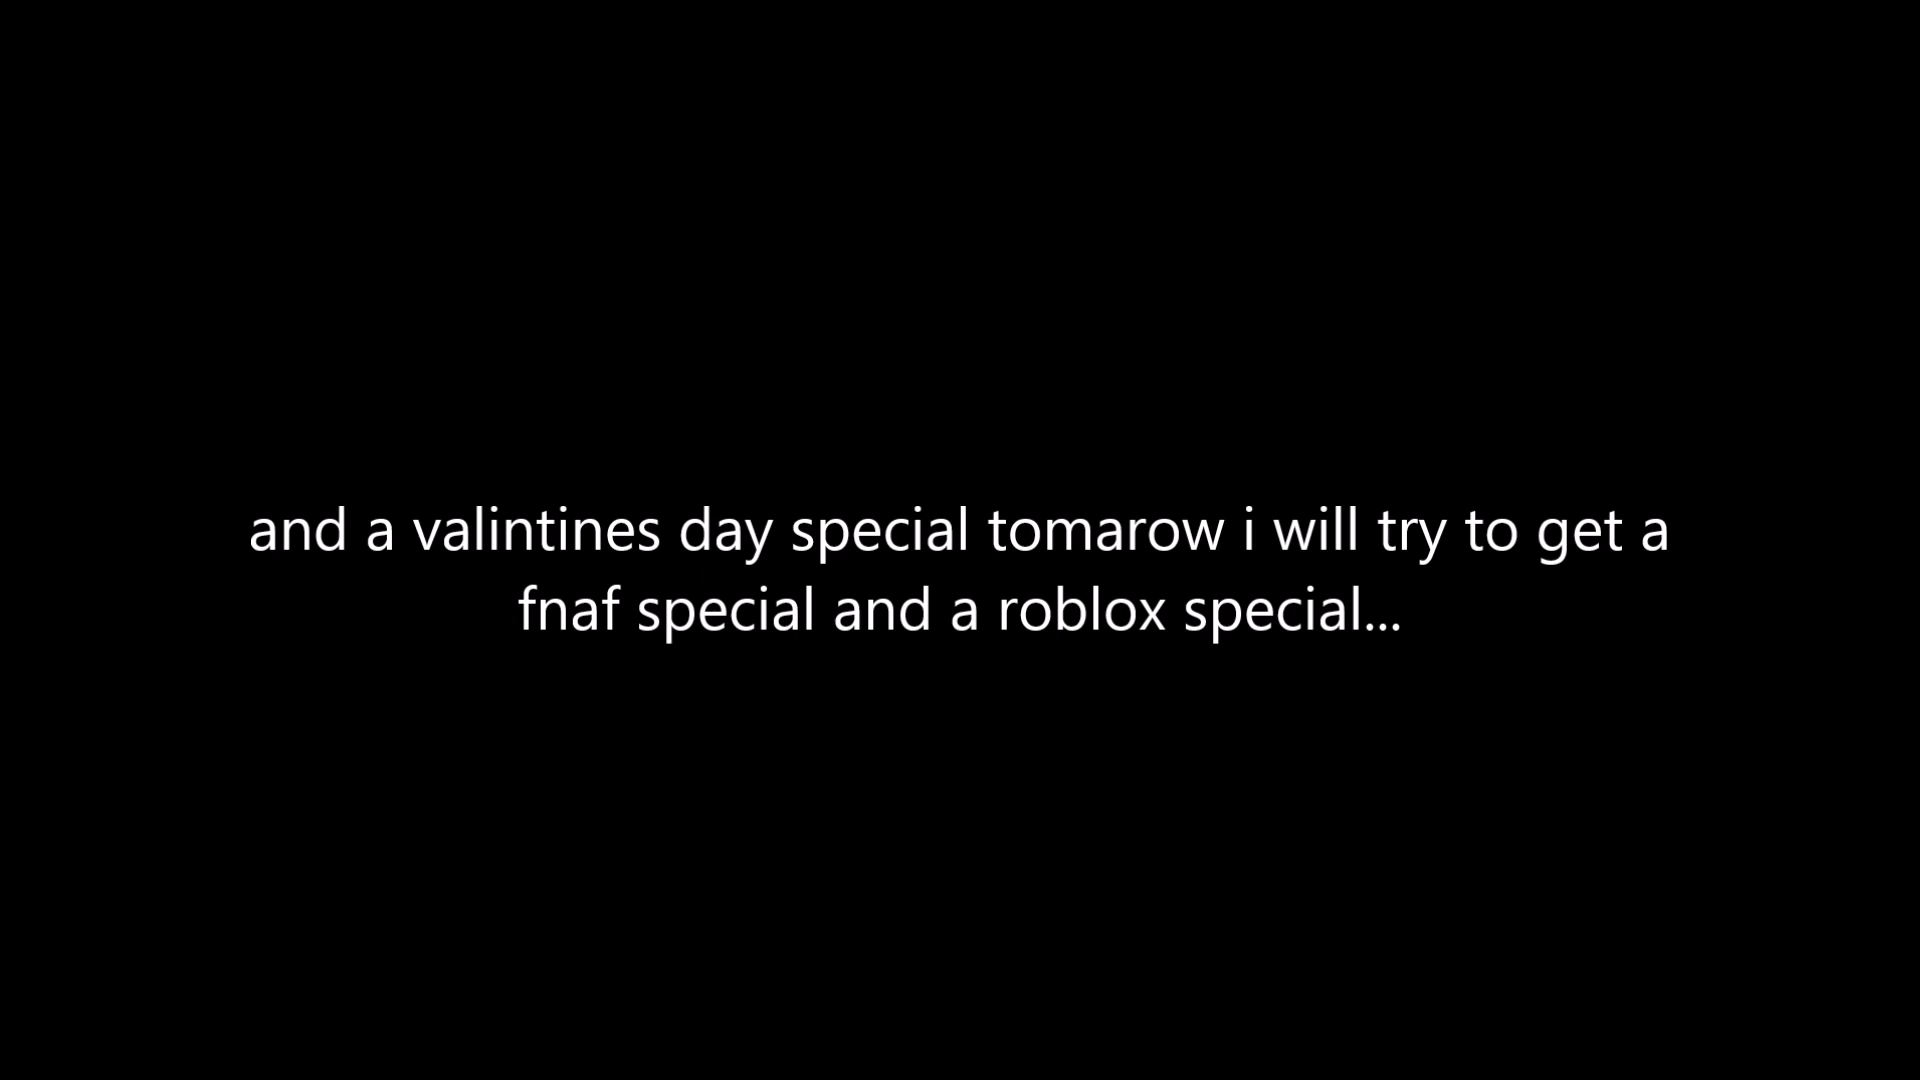 and a valintines day special tomarow i will try to get a
fnaf special and a roblox special...